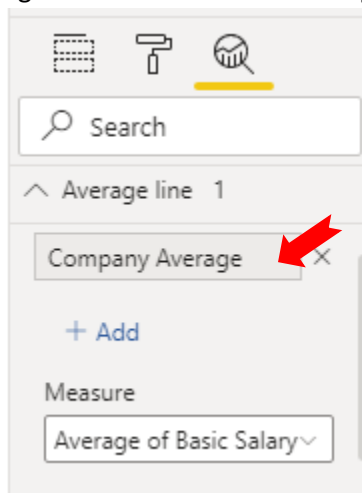 Search
Average line 1
Company Average
+ Add
Measure
Average of Basic Salary